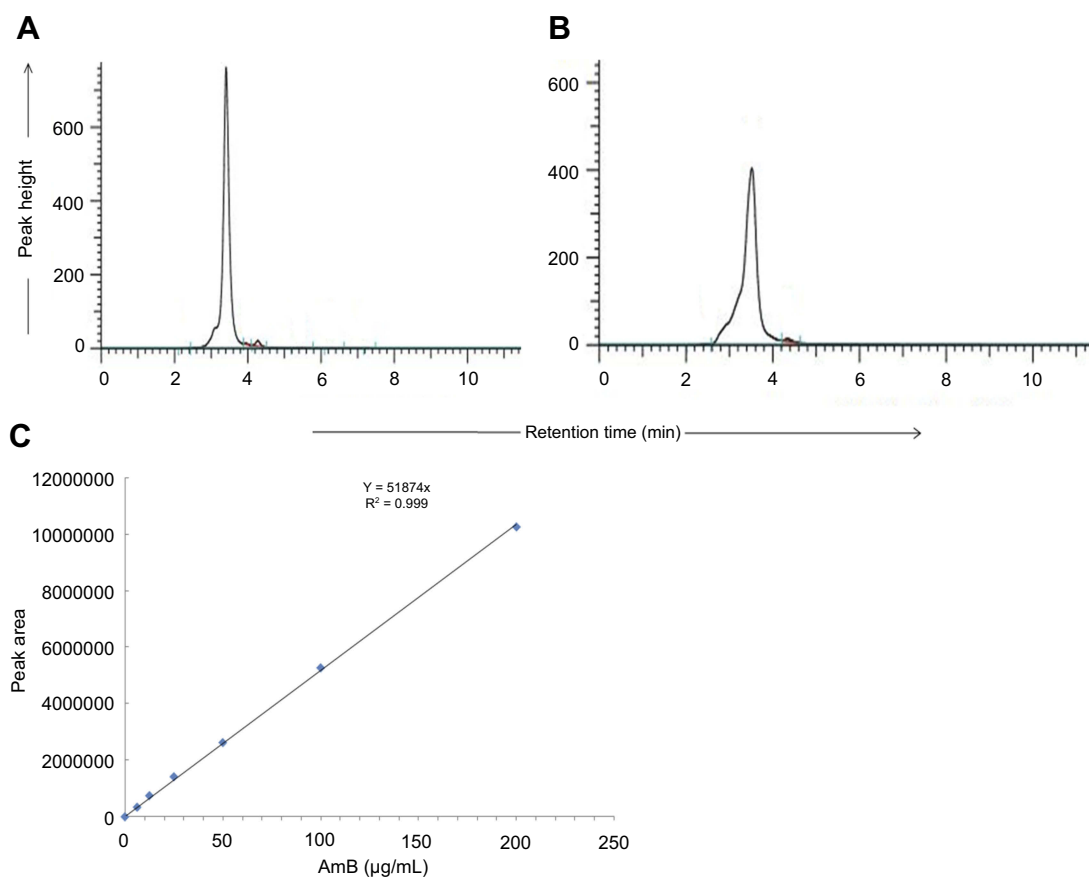 A
B
Peak height
600
400
200
0
0 2 4 6 8 10
600
400
200
0
0 2 4 6 8 10
Retention time (min)
C
Y = 51874x
R² = 0.999
Peak area
12000000
10000000
8000000
6000000
4000000
2000000
0
0 50 100 150 200 250
AmB (µg/mL)